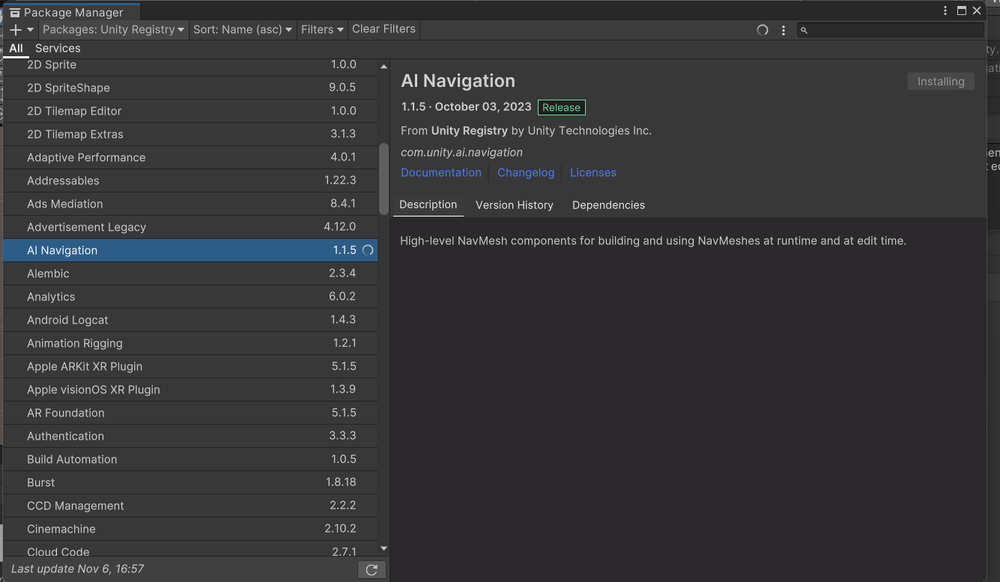 Package Manager
Packages: Unity Registry
Sort: Name (asc)
Filters
Clear Filters
All
Services
2D Sprite 1.0.0
2D SpriteShape 9.0.5
2D Tilemap Editor 1.0.0
2D Tilemap Extras 3.1.3
Adaptive Performance 4.0.1
Addressables 1.22.3
Ads Mediation 8.4.1
Advertisement Legacy 4.12.0
AI Navigation 1.1.5
Alembic 2.3.4
Analytics 6.0.2
Android Logcat 1.4.3
Animation Rigging 1.2.1
Apple ARKit XR Plugin 5.1.5
Apple visionOS XR Plugin 1.3.9
AR Foundation 5.1.5
Authentication 3.3.3
Build Automation 1.0.5
Burst 1.8.18
CCD Management 2.2.2
Cinemachine 2.10.2
Cloud Code 2.7.1
Last update Nov 6, 16:57
AI Navigation
Installing
1.1.5 · October 03, 2023 Release
From Unity Registry by Unity Technologies Inc.
com.unity.ai.navigation
Documentation
Changelog
Licenses
Description
Version History
Dependencies
High-level NavMesh components for building and using NavMeshes at runtime and at edit time.